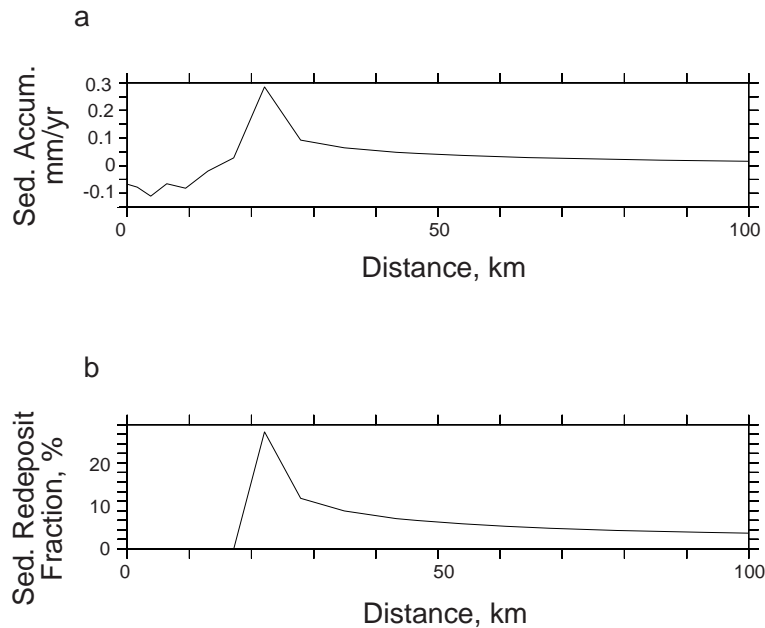 a
Sed. Accum.
mm/yr
0.3
0.2
0.1
0
-0.1
0
50
100
Distance, km
b
Sed. Redeposit
Fraction, %
20
10
0
0
50
100
Distance, km